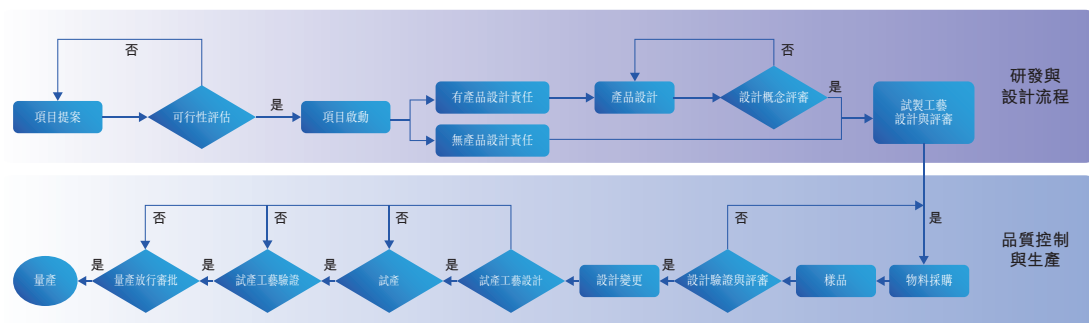 否
否
項目提案
可行性評估
是
項目啟動
有產品設計責任
無產品設計責任
產品設計
設計概念評審
是
試製工藝
設計與評審
研發與
設計流程
否
否
否
否
是
量產
是
量產放行審批
是
試產工藝驗證
是
試產
是
試產工藝設計
設計變更
是
設計驗證與評審
樣品
物料採購
品質控制
與生產